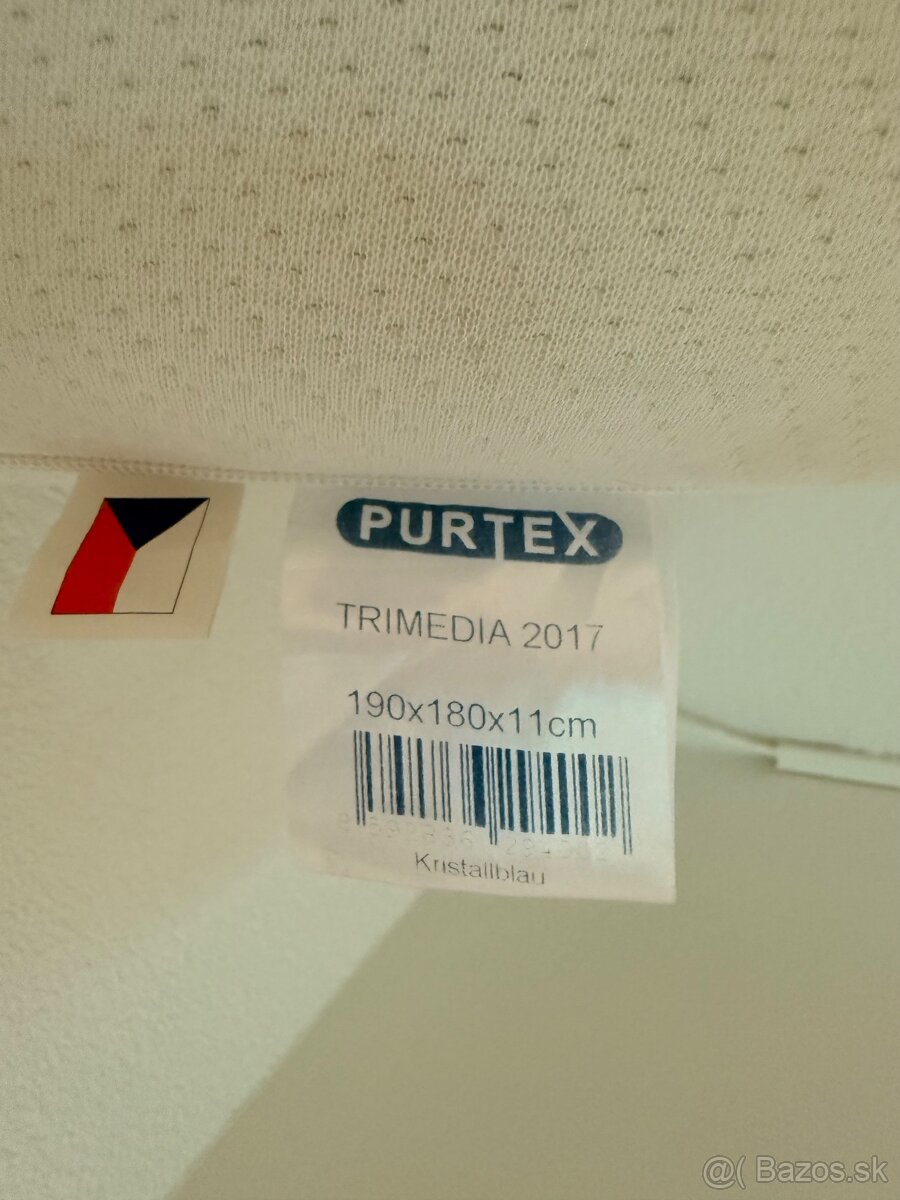 PURTEX
TRIMEDIA 2017
190x180x11cm
Kristallblau
@( Bazos.sk